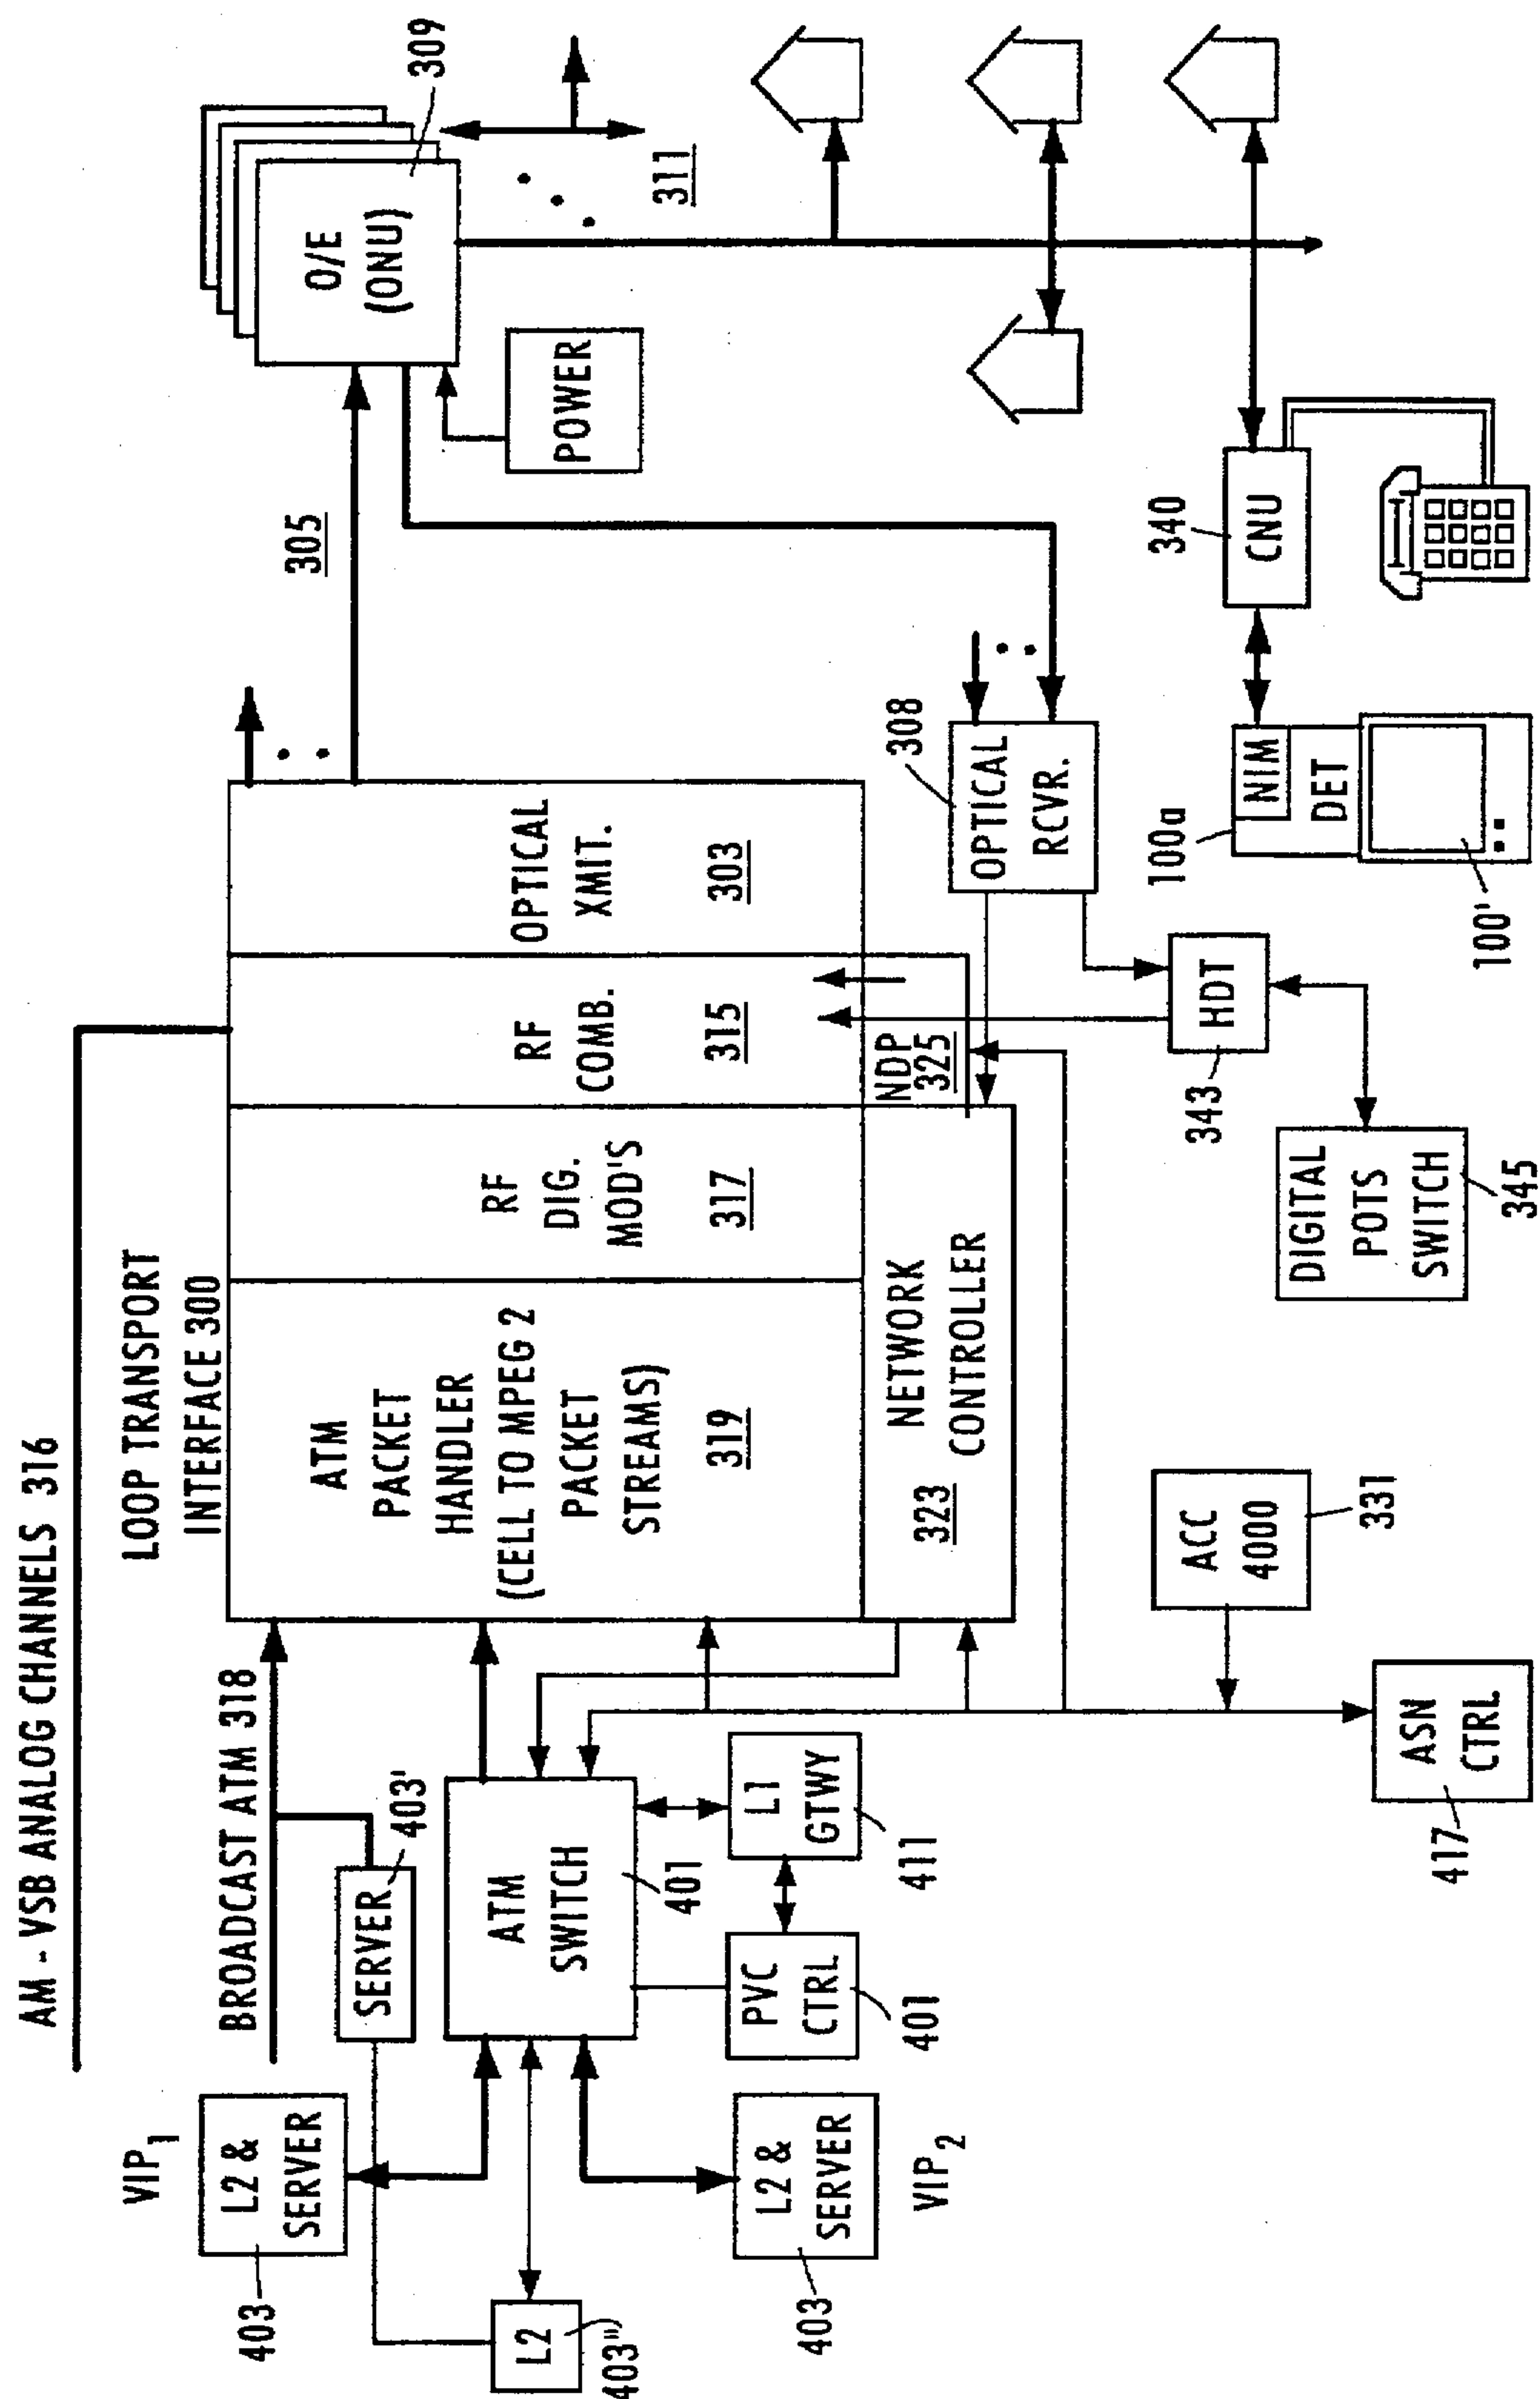 AM - VSB ANALOG CHANNELS 316
LOOP TRANSPORT
INTERFACE 300
BROADCAST ATM 318
VIP1
L2 &
SERVER
403
SERVER
403'
L2
403"
ATM
SWITCH
401
L2 &
SERVER
403
VIP2
PVC
CTRL
401
L1
GTWY
411
ATM
PACKET
HANDLER
(CELL TO MPEG 2
PACKET
STREAMS)
319
RF
DIG.
MOD'S
317
RF
COMB.
315
OPTICAL
XMIT.
303
NETWORK
CONTROLLER
323
NDP
325
305
O/E
(ONU)
309
311
POWER
OPTICAL
RCVR.
308
HDT
343
DIGITAL
POTS
SWITCH
345
ACC
4000
331
ASN
CTRL
417
NIM
DET
100a
100'
CNU
340